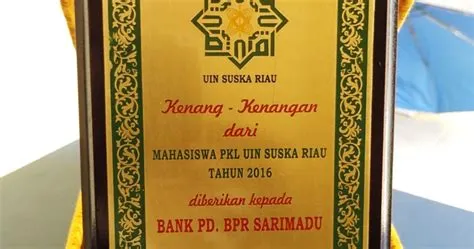 UIN SUSKA RIAU
Kenang - Kenangan
dari
MAHASISWA PKL UIN SUSKA RIAU
TAHUN 2016
diberikan kepada
BANK PD. BPR SARIMADU